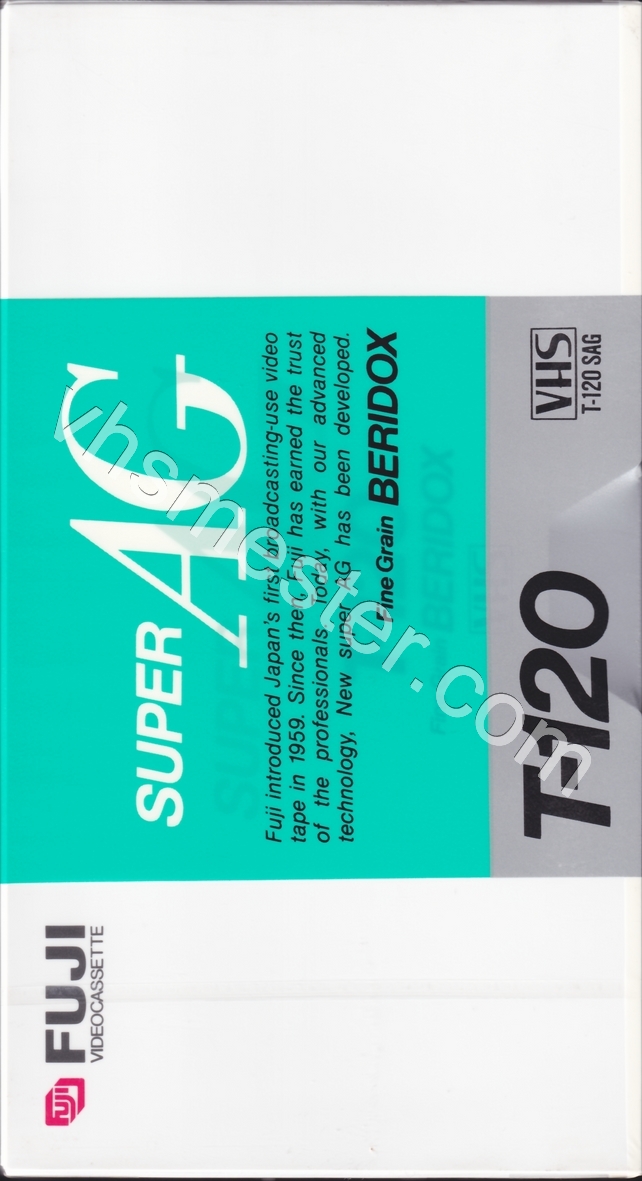 FUJI
FUJI
VIDEOCASSETTE
SUPER
AG
Fuji introduced Japan's first broadcasting-use video
tape in 1959. Since then, Fuji has earned the trust
of the professionals. Today, with our advanced
technology, New super AG has been developed.
Fine Grain BERIDOX
T-120
VHS
T-120 SAG
vhsmester.com